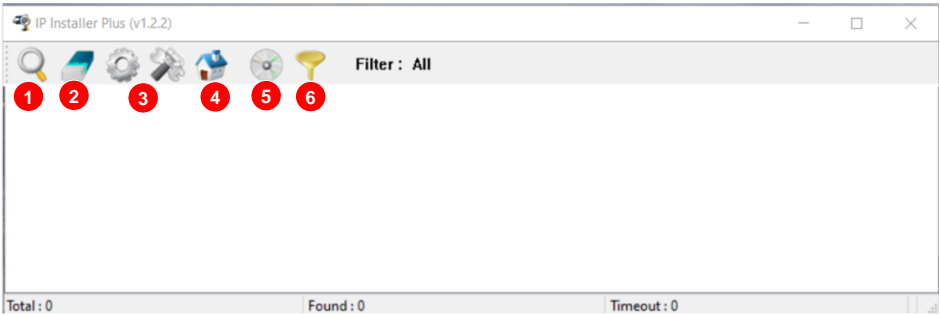 IP Installer Plus (v1.2.2)
Filter : All
1 2 3 4 5 6
Total : 0 Found : 0 Timeout : 0